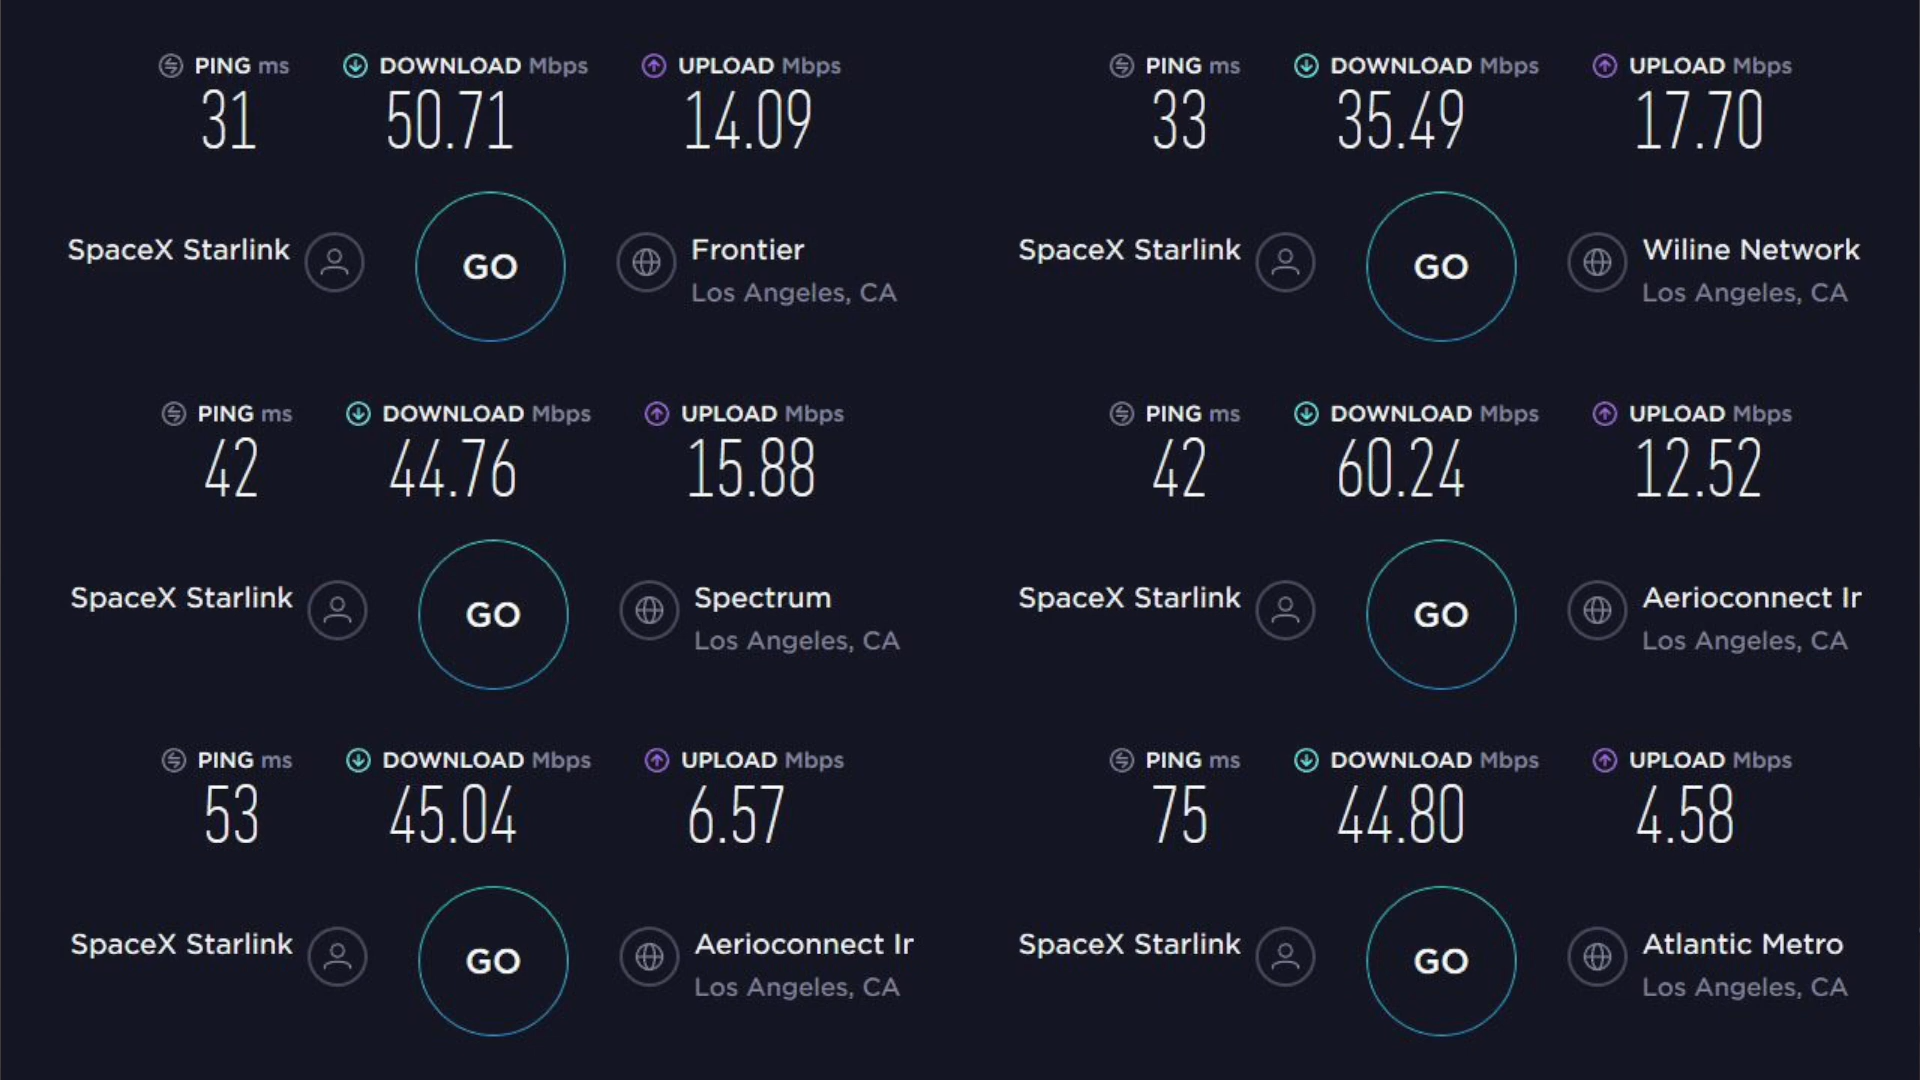 PING ms DOWNLOAD Mbps UPLOAD Mbps
31 50.71 14.09
SpaceX Starlink GO Frontier
Los Angeles, CA
PING ms DOWNLOAD Mbps UPLOAD Mbps
33 35.49 17.70
SpaceX Starlink GO Wiline Network
Los Angeles, CA
PING ms DOWNLOAD Mbps UPLOAD Mbps
42 44.76 15.88
SpaceX Starlink GO Spectrum
Los Angeles, CA
PING ms DOWNLOAD Mbps UPLOAD Mbps
42 60.24 12.52
SpaceX Starlink GO Aerioconnect Ir
Los Angeles, CA
PING ms DOWNLOAD Mbps UPLOAD Mbps
53 45.04 6.57
SpaceX Starlink GO Aerioconnect Ir
Los Angeles, CA
PING ms DOWNLOAD Mbps UPLOAD Mbps
75 44.80 4.58
SpaceX Starlink GO Atlantic Metro
Los Angeles, CA